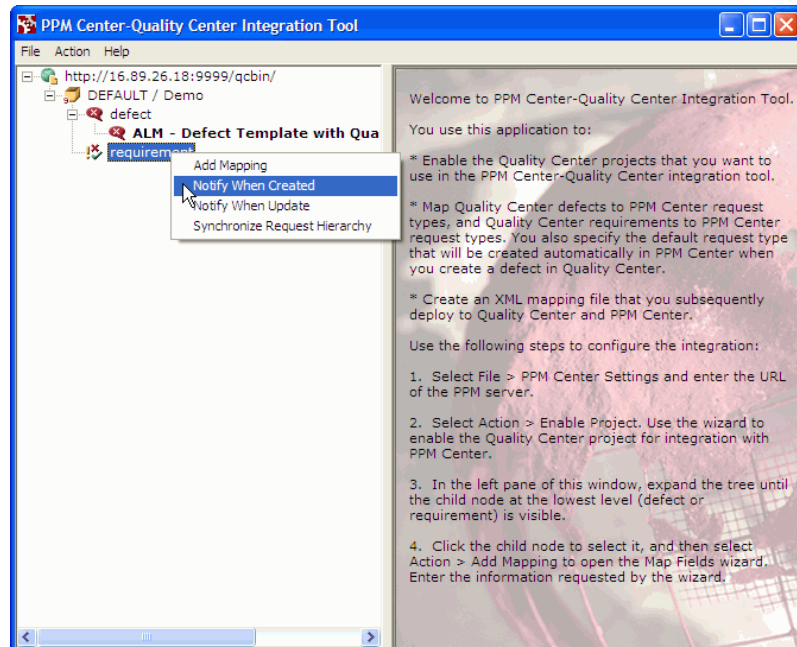 PPM Center-Quality Center Integration Tool
File Action Help
http://16.89.26.18:9999/qcbin/
DEFAULT / Demo
defect
ALM - Defect Template with Qua
requirement
Add Mapping
Notify When Created
Notify When Update
Synchronize Request Hierarchy
Welcome to PPM Center-Quality Center Integration Tool.
You use this application to:
* Enable the Quality Center projects that you want to
use in the PPM Center-Quality Center integration tool.
* Map Quality Center defects to PPM Center request
types, and Quality Center requirements to PPM Center
request types. You also specify the default request type
that will be created automatically in PPM Center when
you create a defect in Quality Center.
* Create an XML mapping file that you subsequently
deploy to Quality Center and PPM Center.
Use the following steps to configure the integration:
1. Select File > PPM Center Settings and enter the URL
of the PPM server.
2. Select Action > Enable Project. Use the wizard to
enable the Quality Center project for integration with
PPM Center.
3. In the left pane of this window, expand the tree until
the child node at the lowest level (defect or
requirement) is visible.
4. Click the child node to select it, and then select
Action > Add Mapping to open the Map Fields wizard.
Enter the information requested by the wizard.